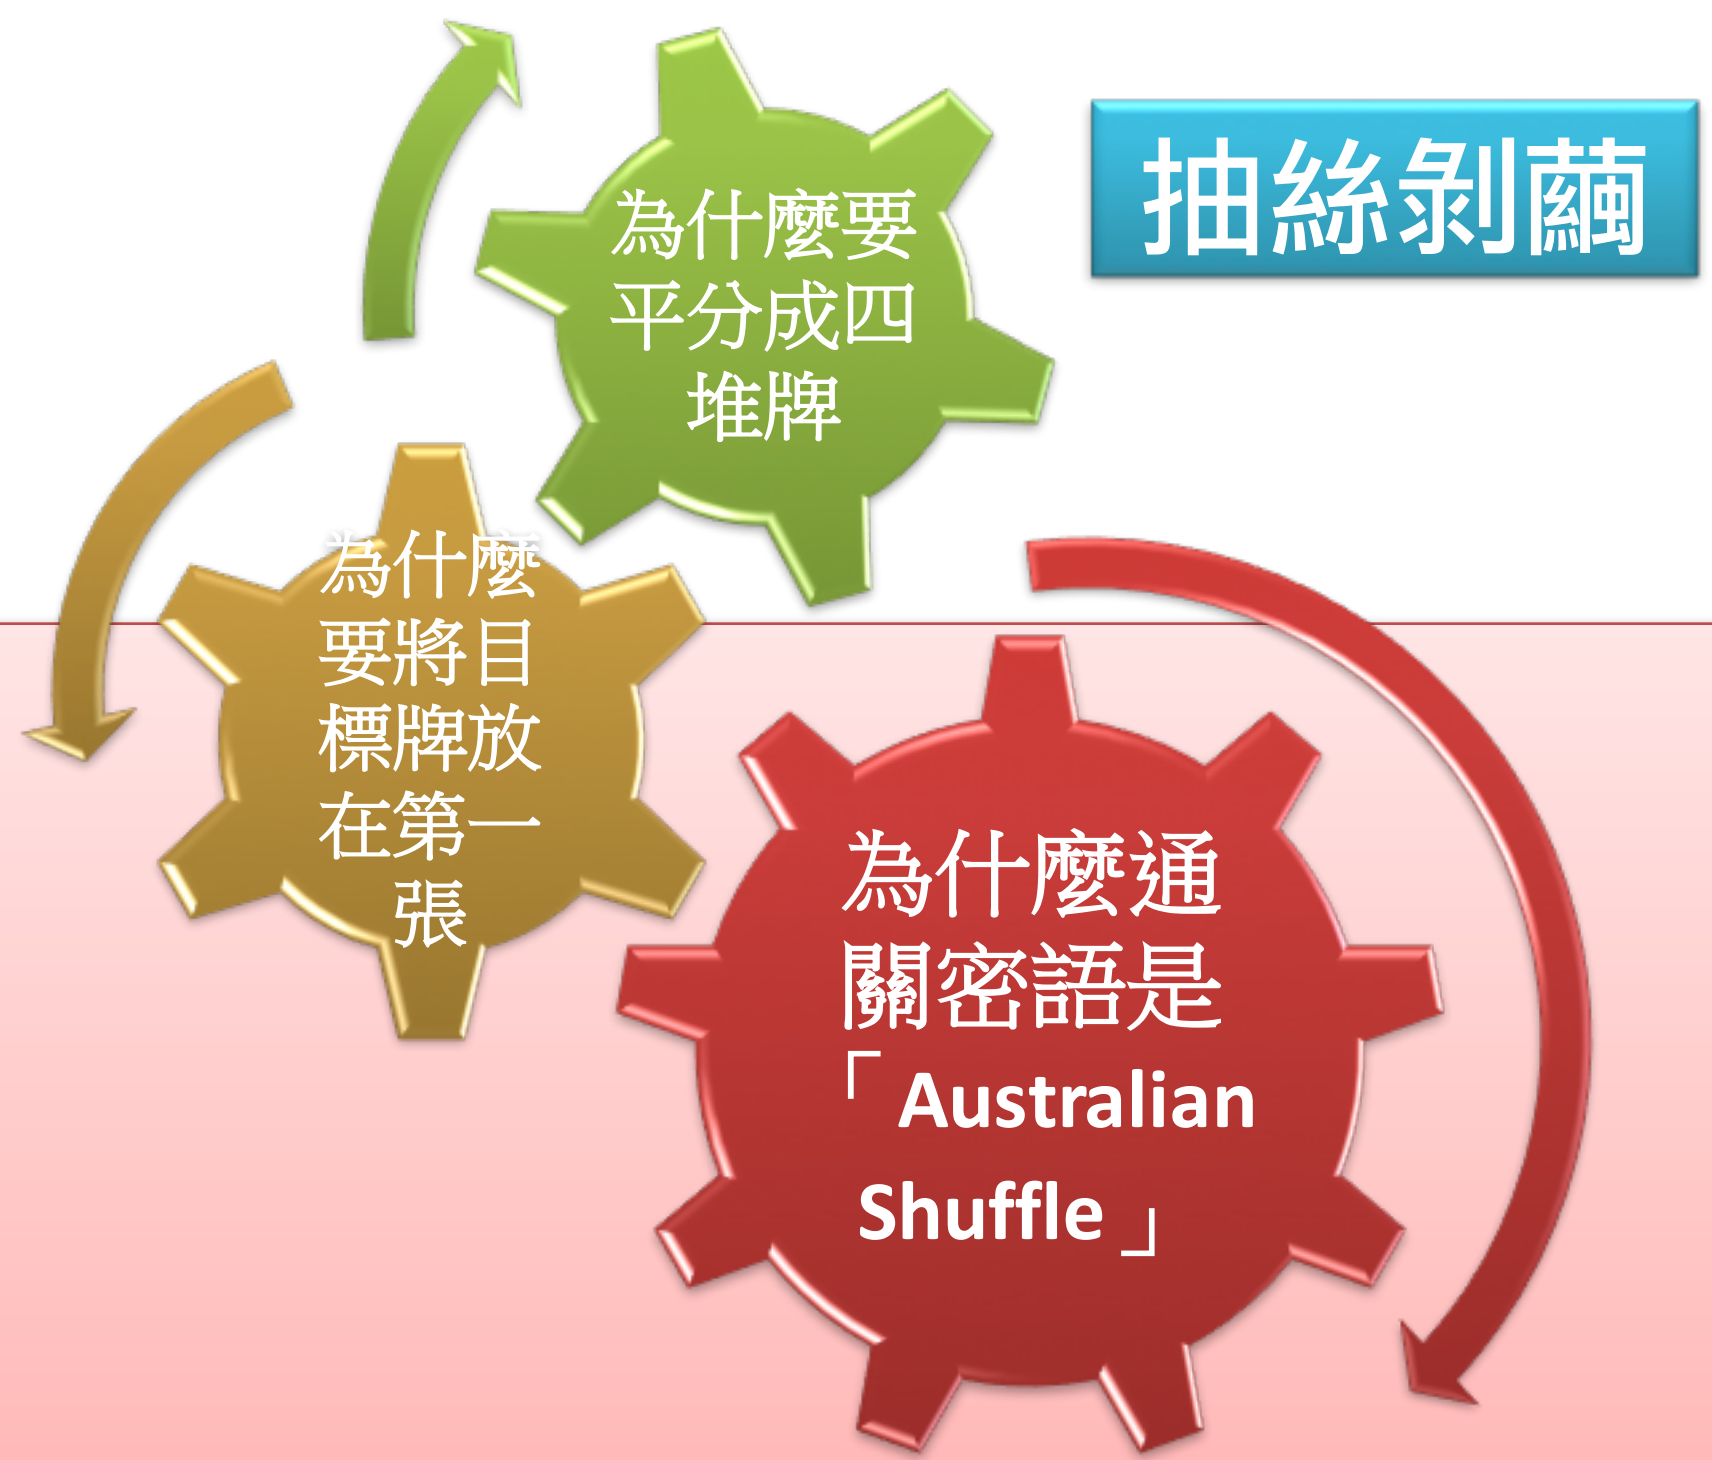 抽絲剝繭
為什麼要
平分成四
堆牌
為什麼
要將目
標牌放
在第一
張
為什麼通
關密語是
「Australian
Shuffle」